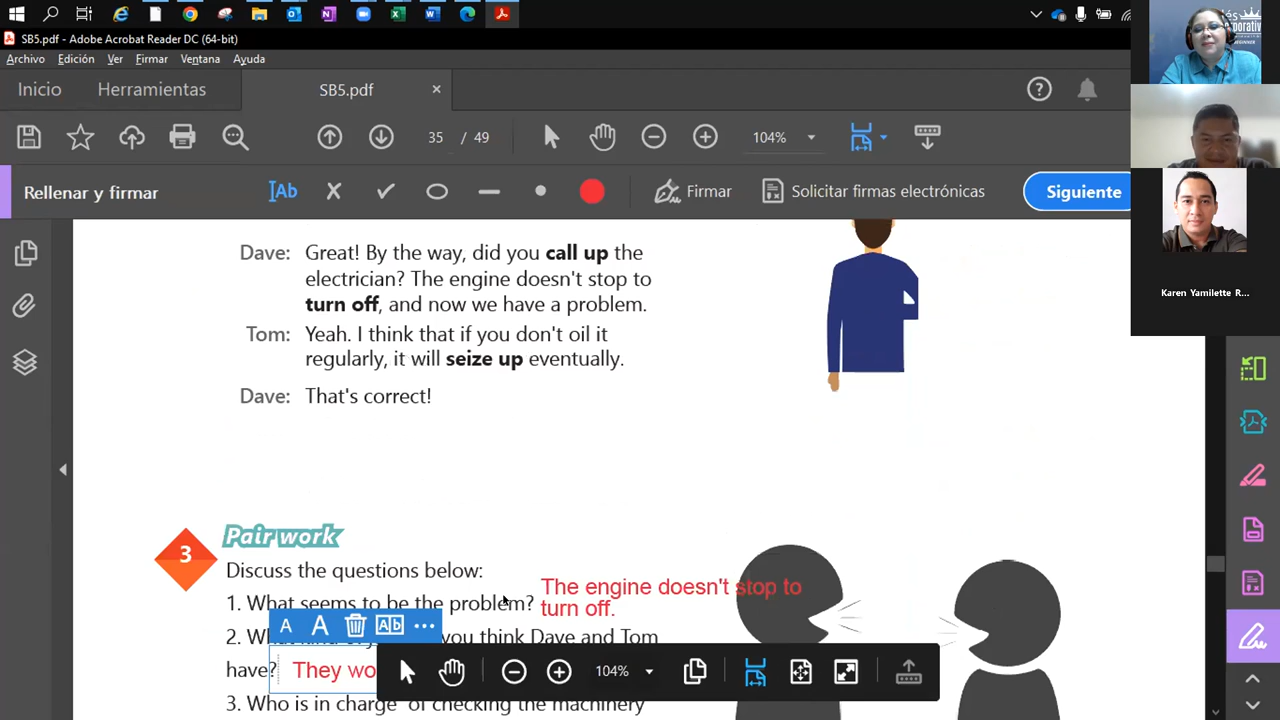 SB5.pdf - Adobe Acrobat Reader DC (64-bit)
Archivo Edición Ver Firmar Ventana Ayuda
Inicio Herramientas SB5.pdf ×
35 / 49 104%
Rellenar y firmar Ab Firmar Solicitar firmas electrónicas Siguiente
Dave: Great! By the way, did you call up the
electrician? The engine doesn't stop to
turn off, and now we have a problem.
Tom: Yeah. I think that if you don't oil it
regularly, it will seize up eventually.
Dave: That's correct!
3 Pair work
Discuss the questions below:
1. What seems to be the problem?
The engine doesn't stop to
turn off.
A A Ab ...
you think Dave and Tom
have?
They wo
104%
3. Who is in charge of checking the machinery
Karen Yamilette R...